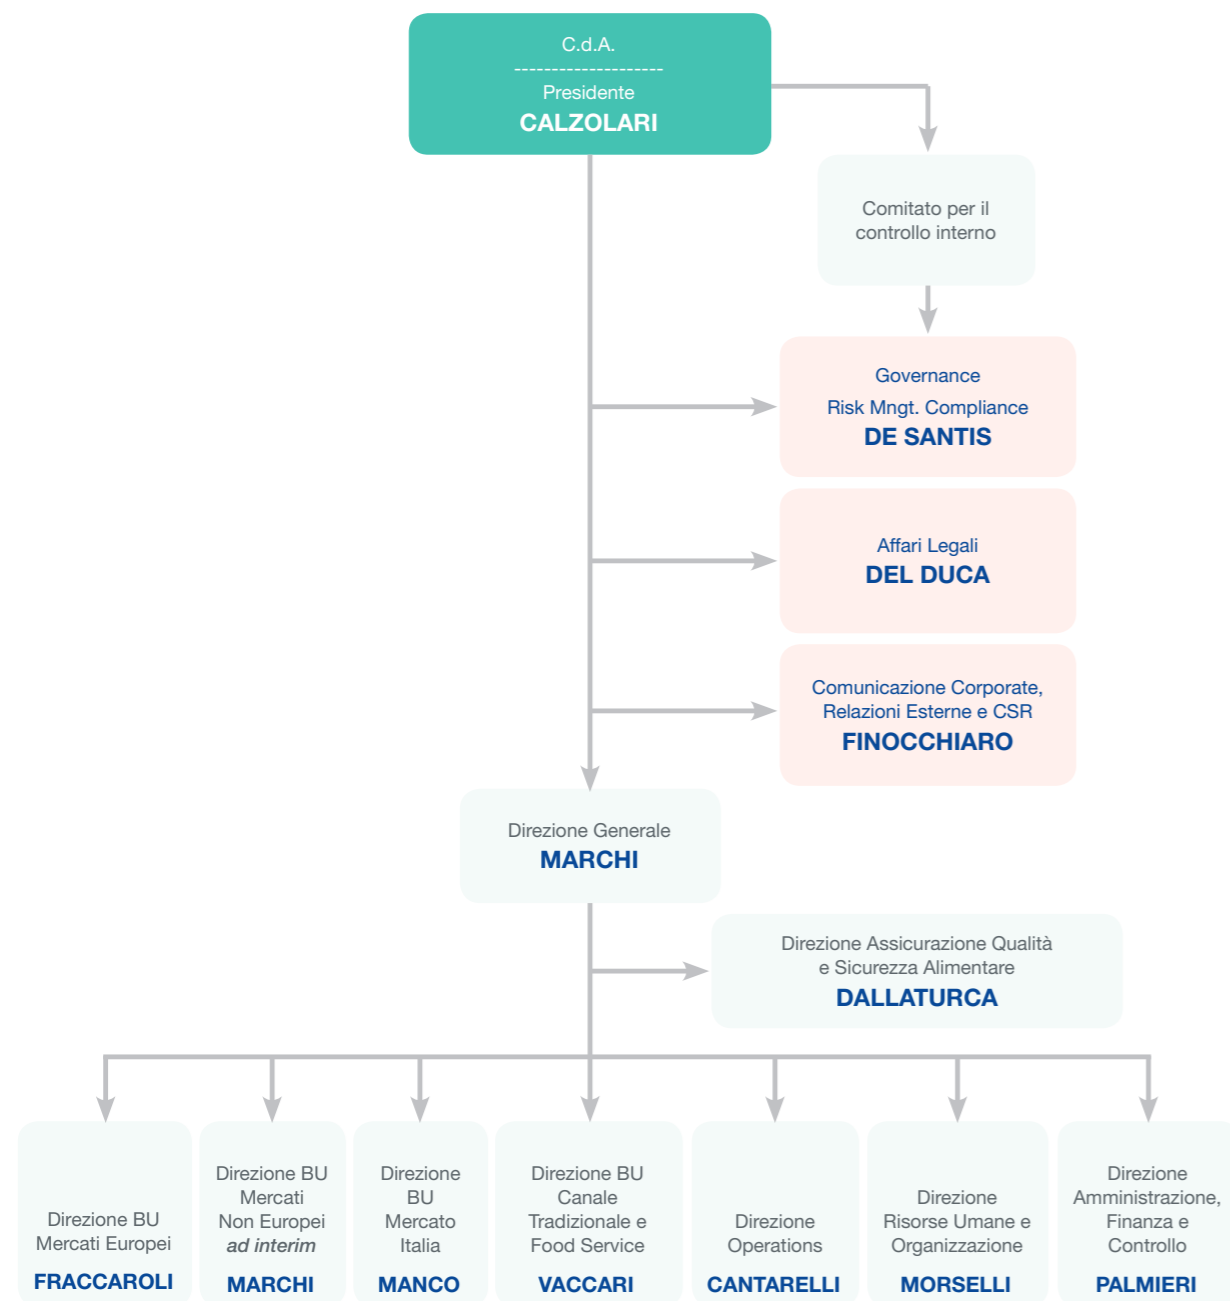 C.d.A.
--------------------
Presidente
CALZOLARI
Comitato per il
controllo interno
Governance
Risk Mngt. Compliance
DE SANTIS
Affari Legali
DEL DUCA
Comunicazione Corporate,
Relazioni Esterne e CSR
FINOCCHIARO
Direzione Generale
MARCHI
Direzione Assicurazione Qualità
e Sicurezza Alimentare
DALLATURCA
Direzione BU
Mercati Europei
FRACCAROLI
Direzione BU
Mercati
Non Europei
ad interim
MARCHI
Direzione
BU
Mercato
Italia
MANCO
Direzione BU
Canale
Tradizionale e
Food Service
VACCARI
Direzione
Operations
CANTARELLI
Direzione
Risorse Umane e
Organizzazione
MORSELLI
Direzione
Amministrazione,
Finanza e
Controllo
PALMIERI